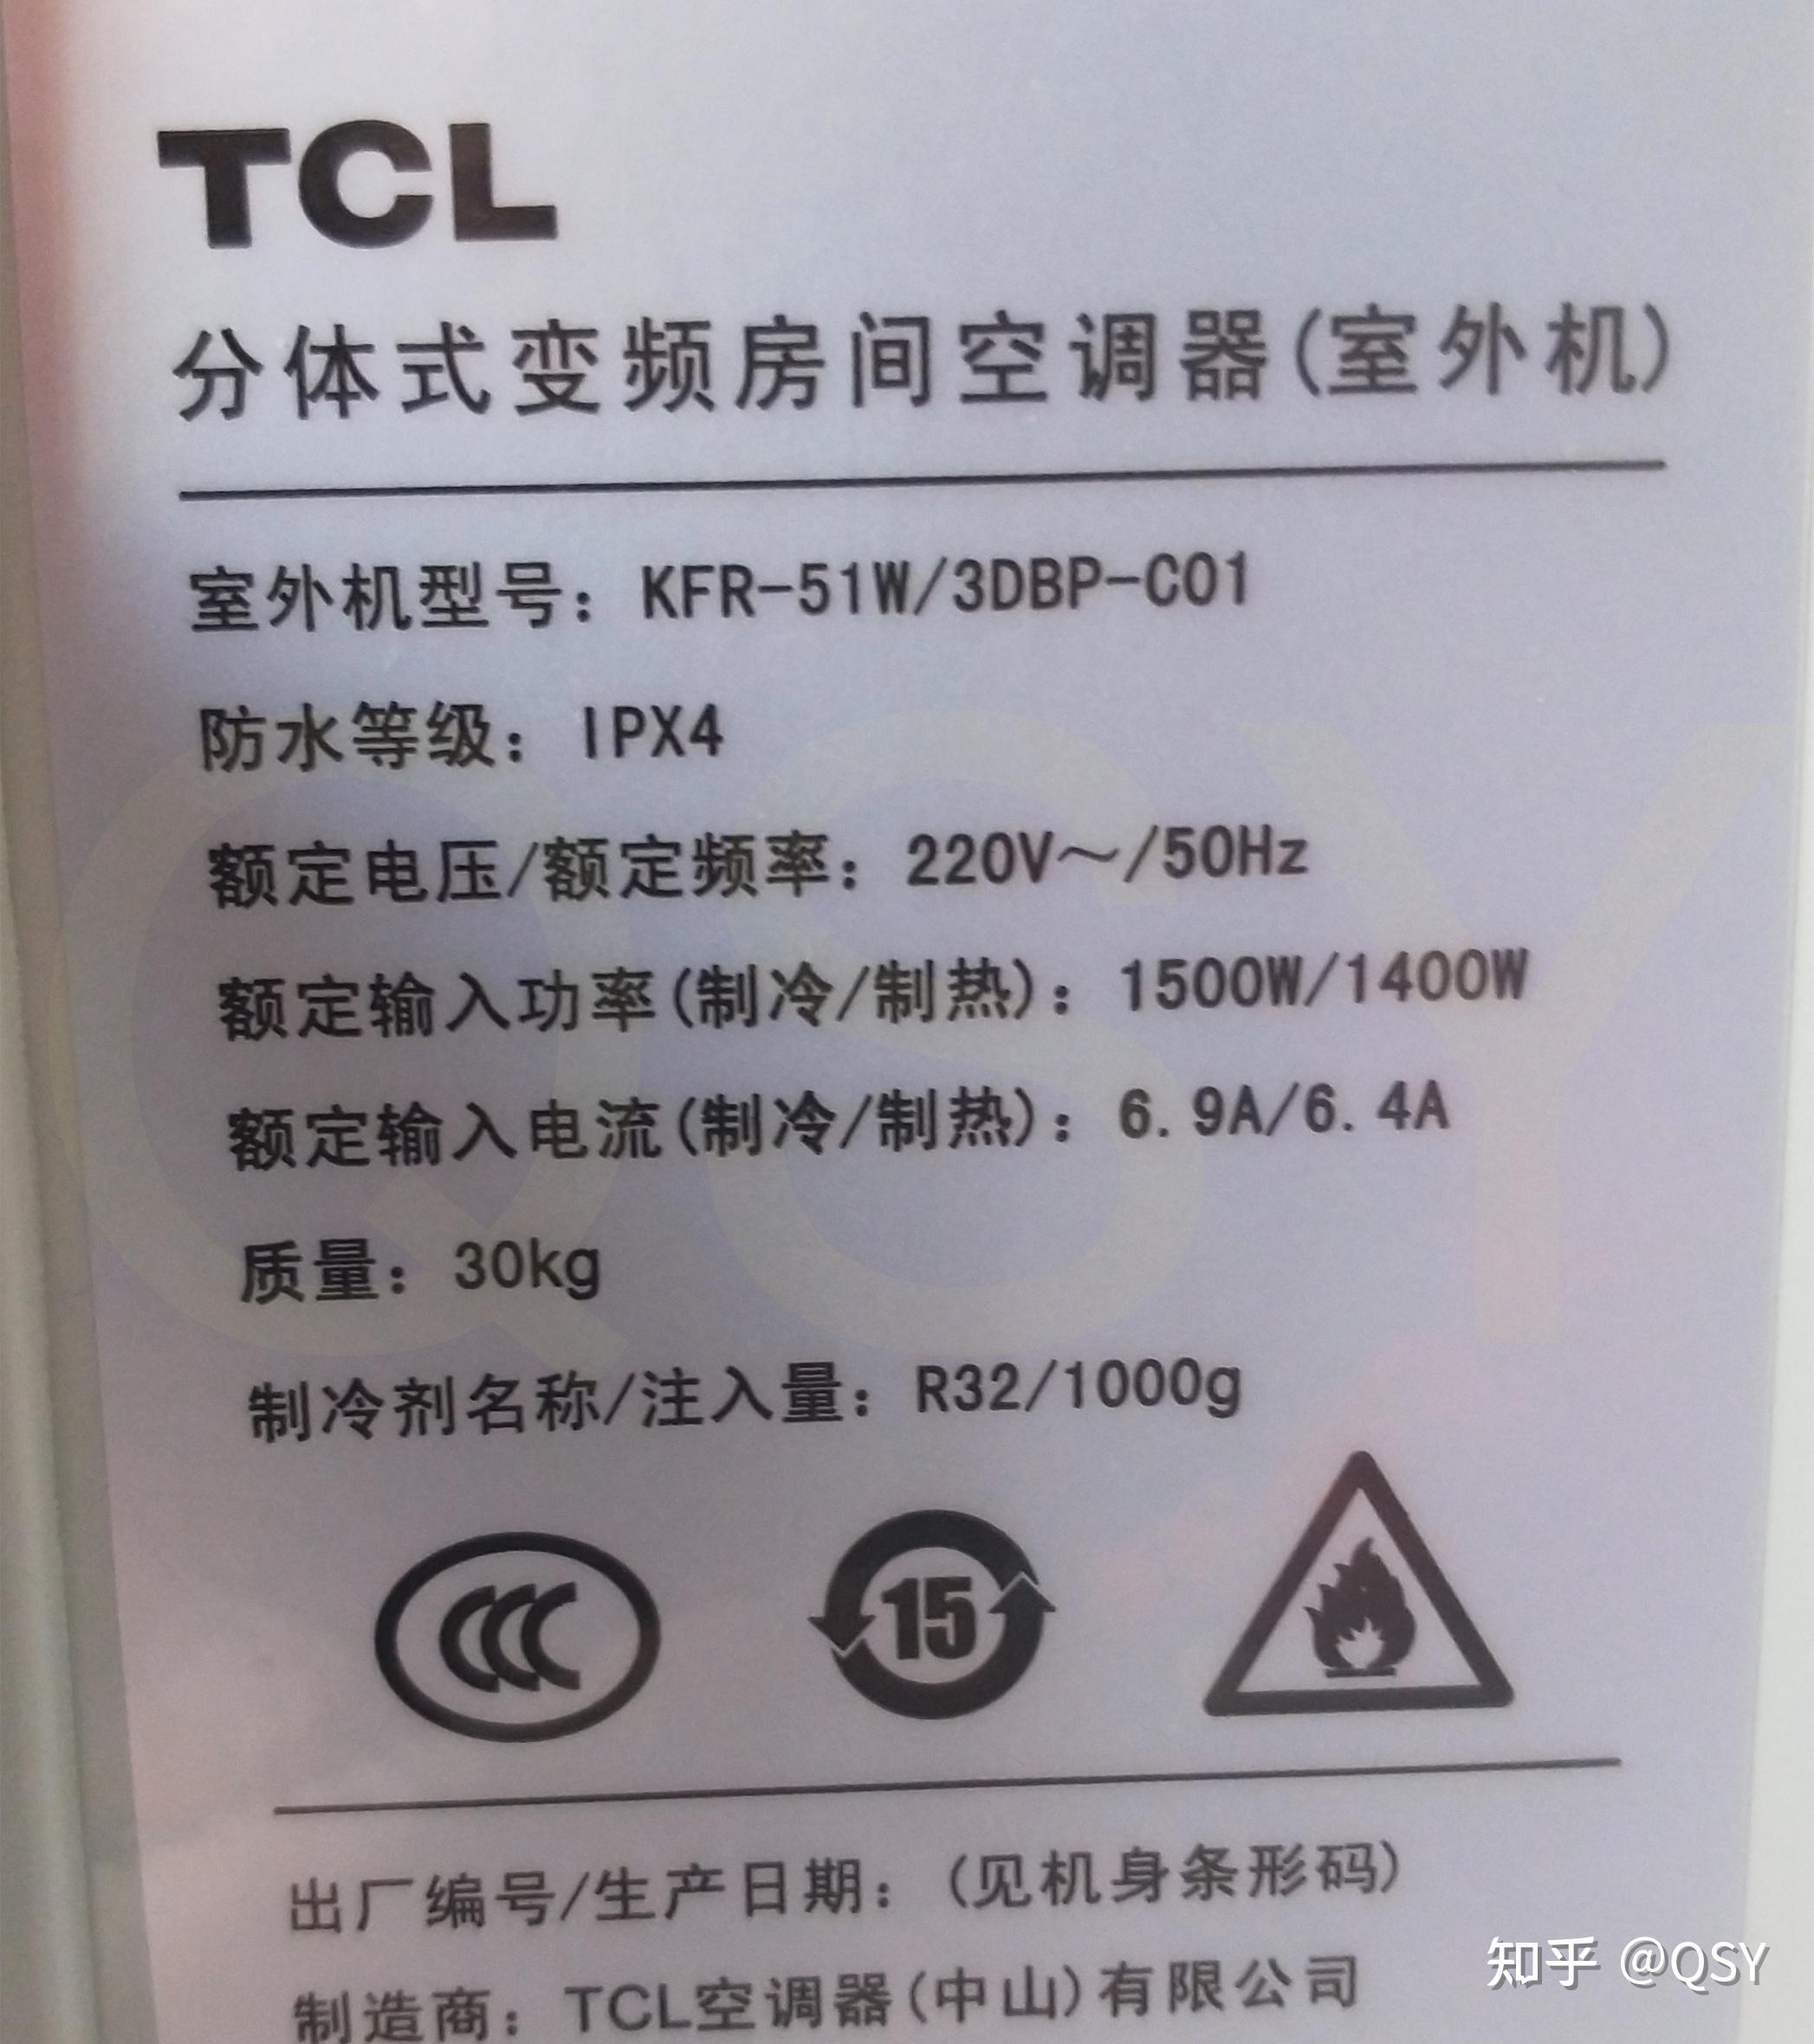 TCL
分体式变频房间空调器(室外机)
室外机型号：KFR-51W/3DBP-C01
防水等级：IPX4
额定电压/额定频率：220V～/50Hz
额定输入功率(制冷/制热)：1500W/1400W
额定输入电流(制冷/制热)：6.9A/6.4A
质量：30kg
制冷剂名称/注入量：R32/1000g
CCC
15
出厂编号/生产日期：(见机身条形码)
制造商：TCL空调器(中山)有限公司
知乎 @QSY
QSY